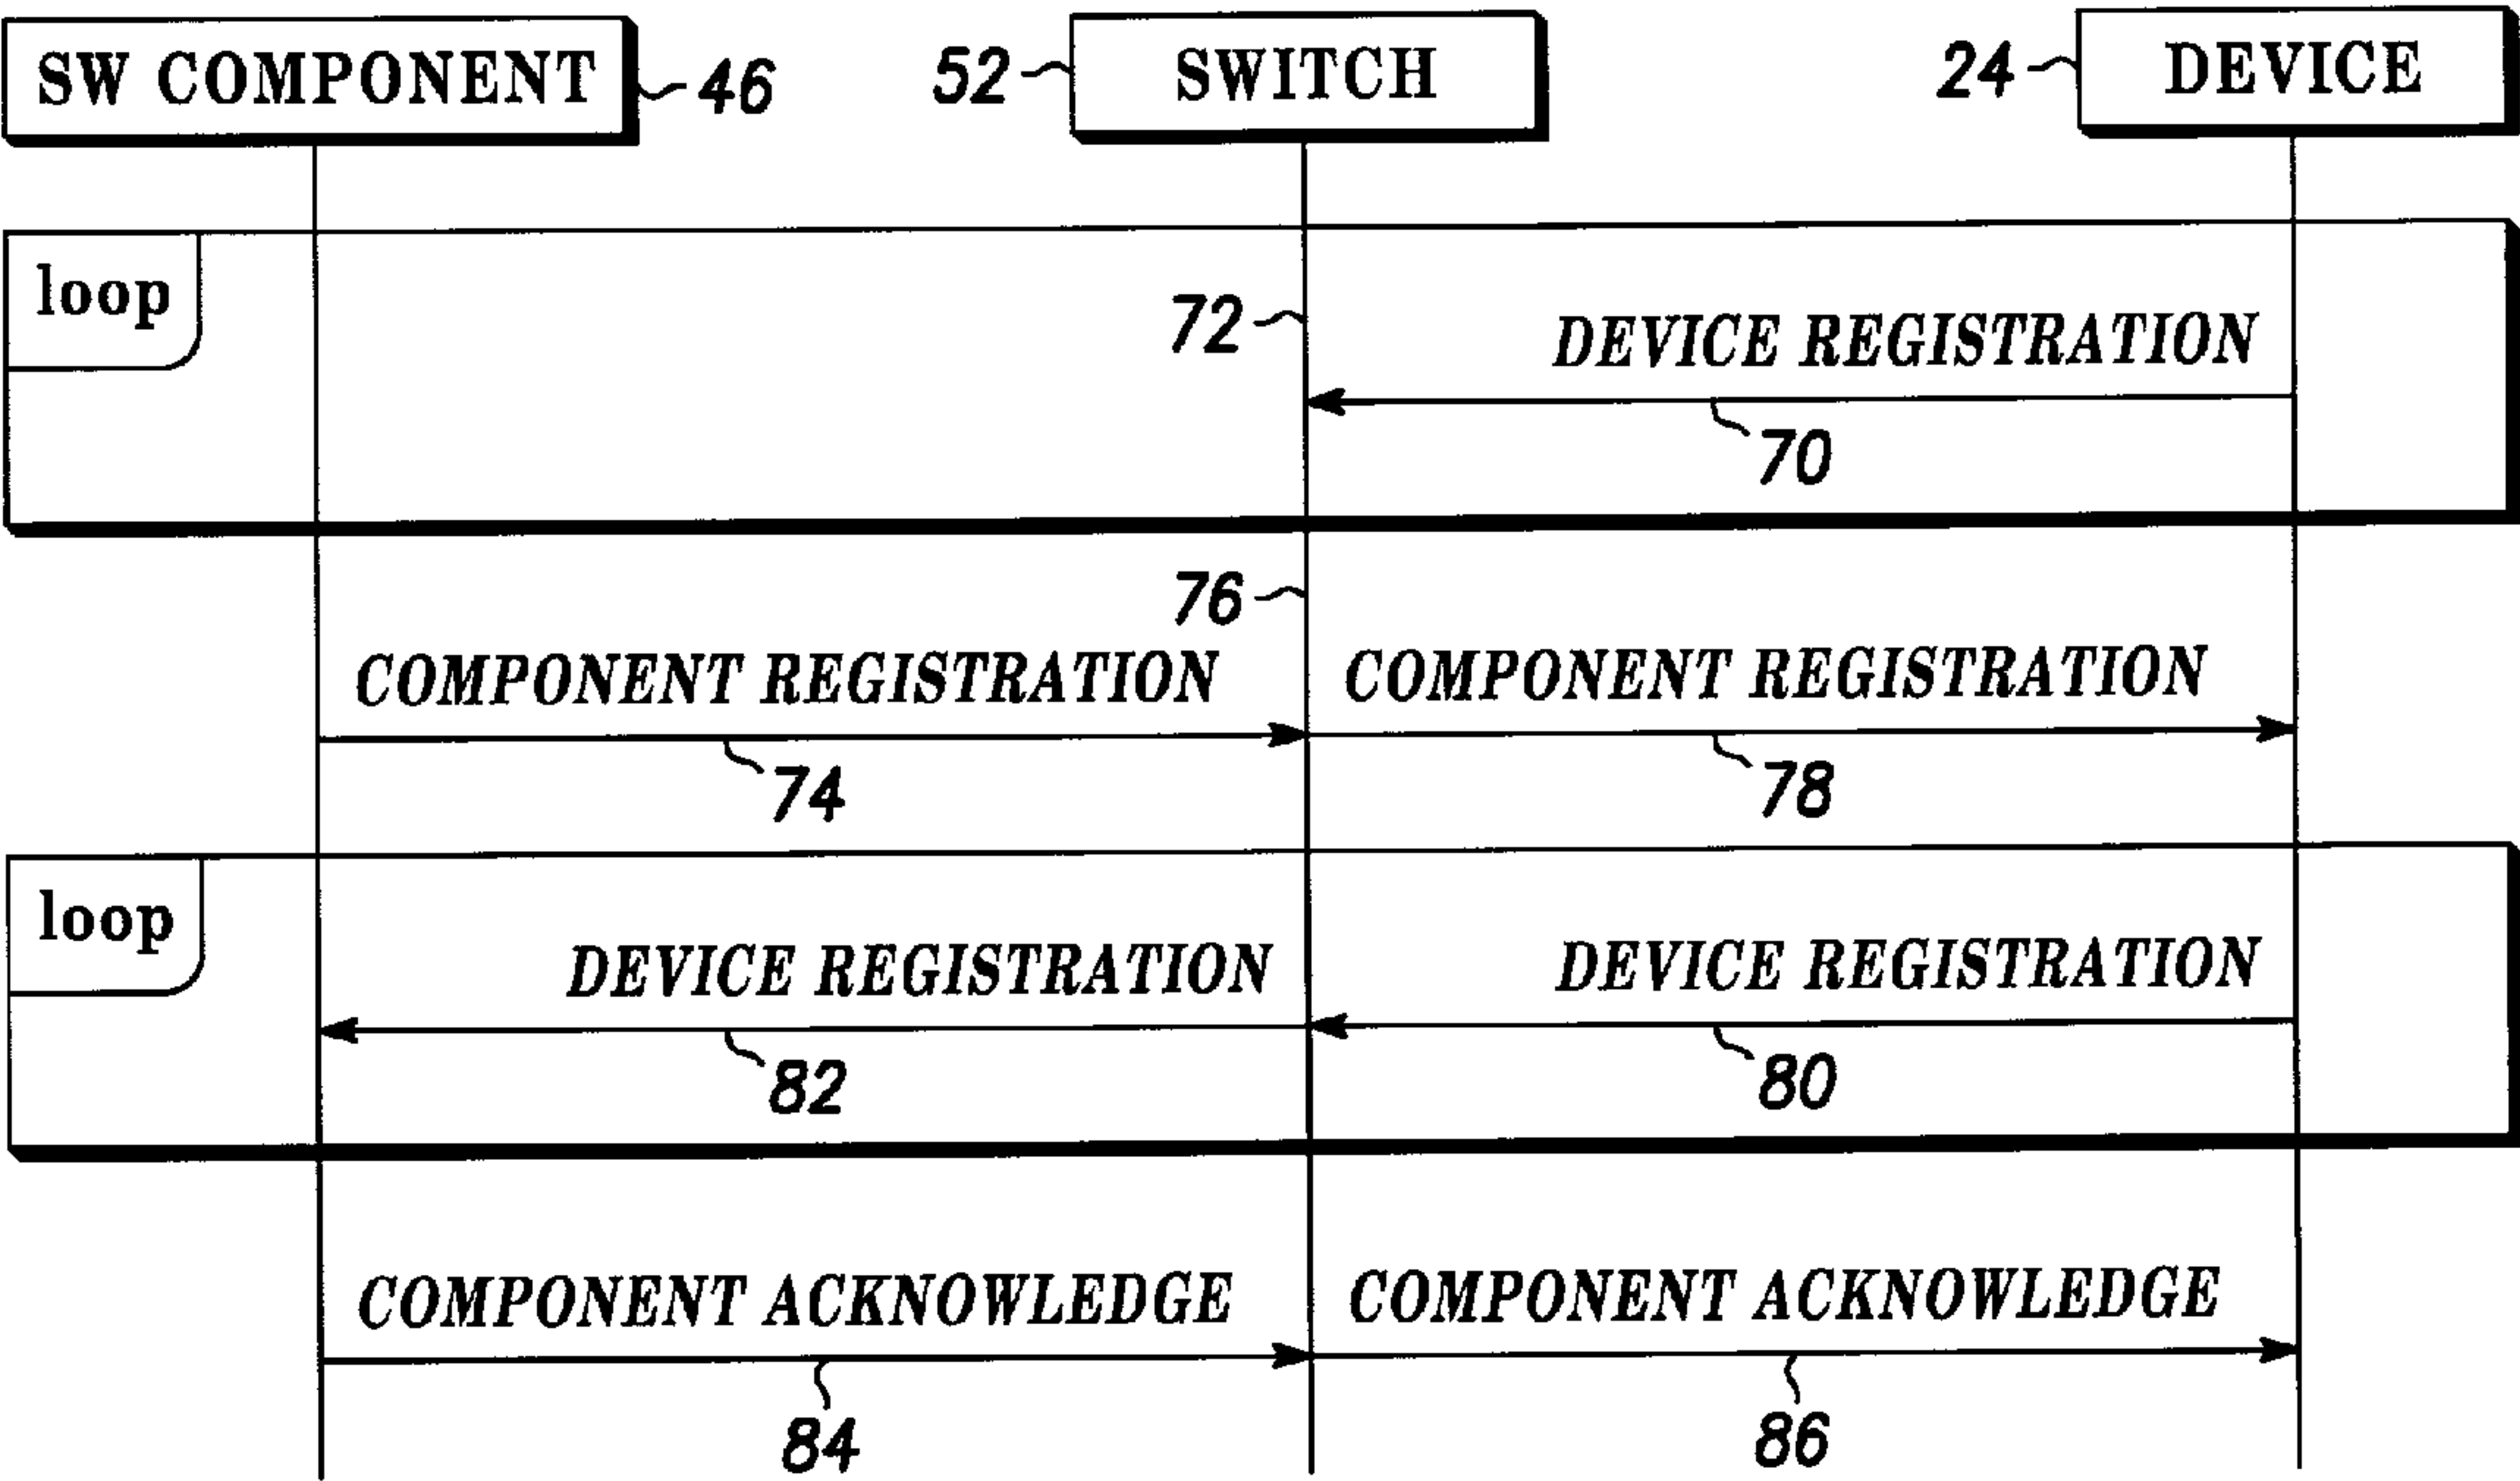 SW COMPONENT 46 52 SWITCH 24 DEVICE
loop
72 DEVICE REGISTRATION
70
76
COMPONENT REGISTRATION COMPONENT REGISTRATION
74 78
loop
DEVICE REGISTRATION DEVICE REGISTRATION
82 80
COMPONENT ACKNOWLEDGE COMPONENT ACKNOWLEDGE
84 86